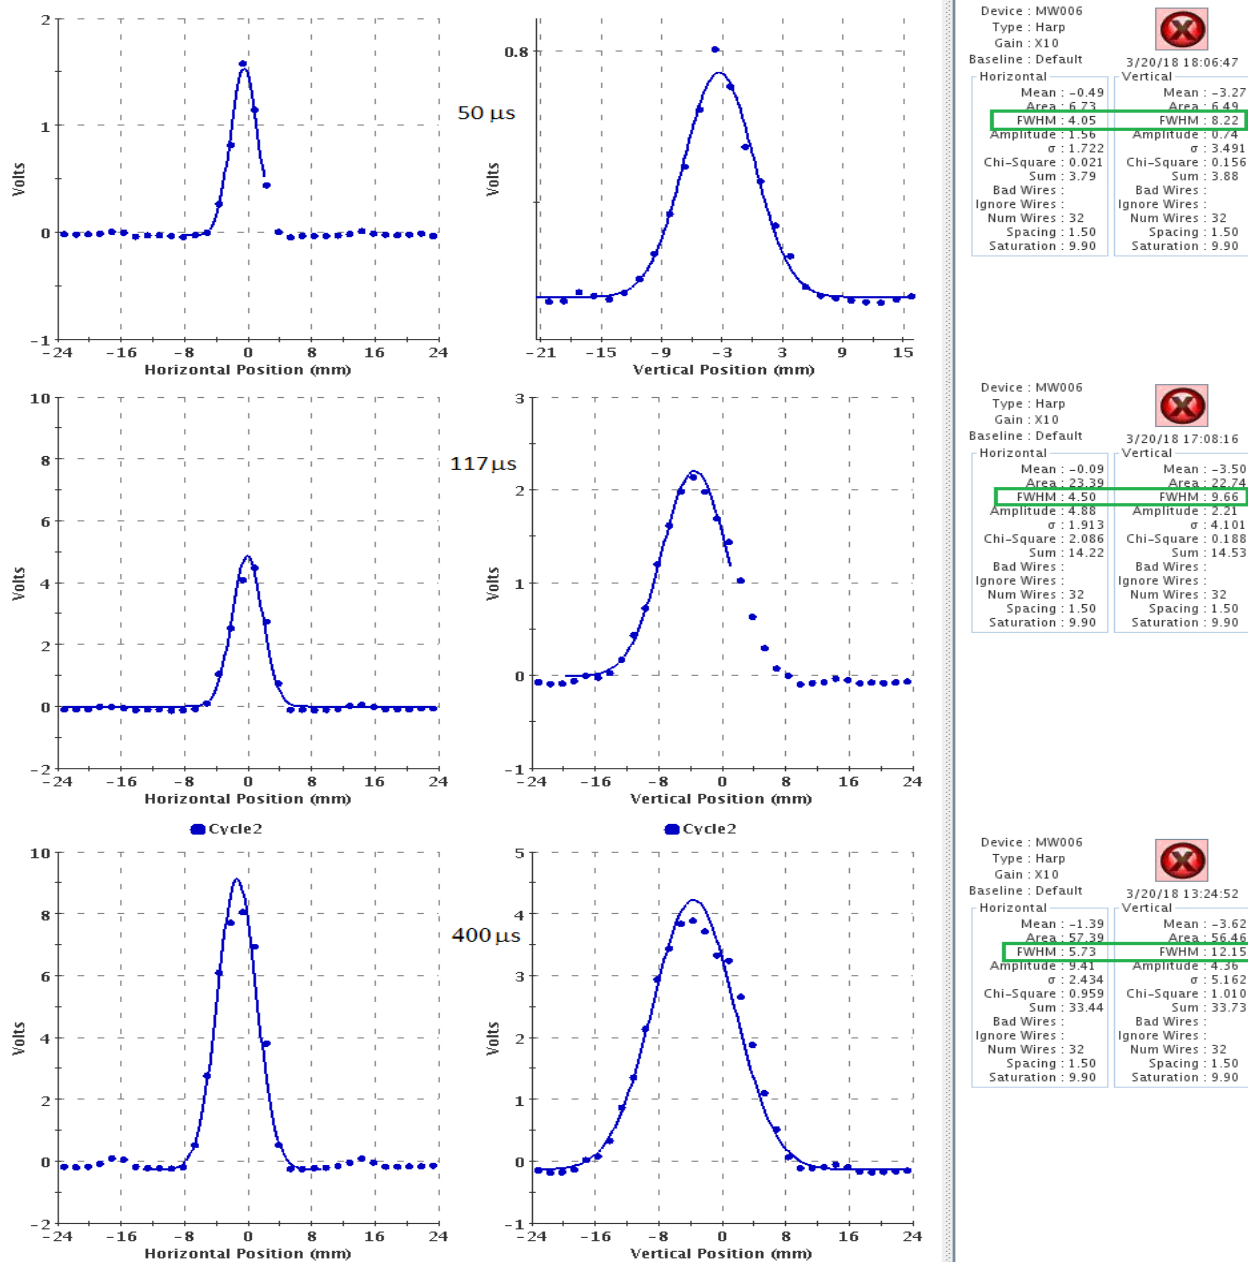 2
1
0
-1
Volts
-24 -16 -8 0 8 16 24
Horizontal Position (mm)
50 µs
0.8
Volts
-21 -15 -9 -3 3 9 15
Vertical Position (mm)
Device : MW006
Type : Harp
Gain : X10
Baseline : Default
3/20/18 18:06:47
Horizontal
Mean : -0.49
Area : 6.73
FWHM : 4.05
Amplitude : 1.56
σ : 1.722
Chi-Square : 0.021
Sum : 3.79
Bad Wires :
Ignore Wires :
Num Wires : 32
Spacing : 1.50
Saturation : 9.90
Vertical
Mean : -3.27
Area : 6.49
FWHM : 8.22
Amplitude : 0.74
σ : 3.491
Chi-Square : 0.156
Sum : 3.88
Bad Wires :
Ignore Wires :
Num Wires : 32
Spacing : 1.50
Saturation : 9.90
10
8
6
4
2
0
-2
Volts
-24 -16 -8 0 8 16 24
Horizontal Position (mm)
Cycle2
117 µs
3
2
1
0
-1
Volts
-24 -16 -8 0 8 16 24
Vertical Position (mm)
Cycle2
Device : MW006
Type : Harp
Gain : X10
Baseline : Default
3/20/18 17:08:16
Horizontal
Mean : -0.09
Area : 23.39
FWHM : 4.50
Amplitude : 4.88
σ : 1.913
Chi-Square : 2.086
Sum : 14.22
Bad Wires :
Ignore Wires :
Num Wires : 32
Spacing : 1.50
Saturation : 9.90
Vertical
Mean : -3.50
Area : 22.74
FWHM : 9.66
Amplitude : 2.21
σ : 4.101
Chi-Square : 0.188
Sum : 14.53
Bad Wires :
Ignore Wires :
Num Wires : 32
Spacing : 1.50
Saturation : 9.90
10
8
6
4
2
0
-2
Volts
-24 -16 -8 0 8 16 24
Horizontal Position (mm)
400 µs
5
4
3
2
1
0
-1
Volts
-24 -16 -8 0 8 16 24
Vertical Position (mm)
Device : MW006
Type : Harp
Gain : X10
Baseline : Default
3/20/18 13:24:52
Horizontal
Mean : -1.39
Area : 57.39
FWHM : 5.73
Amplitude : 9.41
σ : 2.434
Chi-Square : 0.959
Sum : 33.44
Bad Wires :
Ignore Wires :
Num Wires : 32
Spacing : 1.50
Saturation : 9.90
Vertical
Mean : -3.62
Area : 56.46
FWHM : 12.15
Amplitude : 4.36
σ : 5.162
Chi-Square : 1.010
Sum : 33.73
Bad Wires :
Ignore Wires :
Num Wires : 32
Spacing : 1.50
Saturation : 9.90